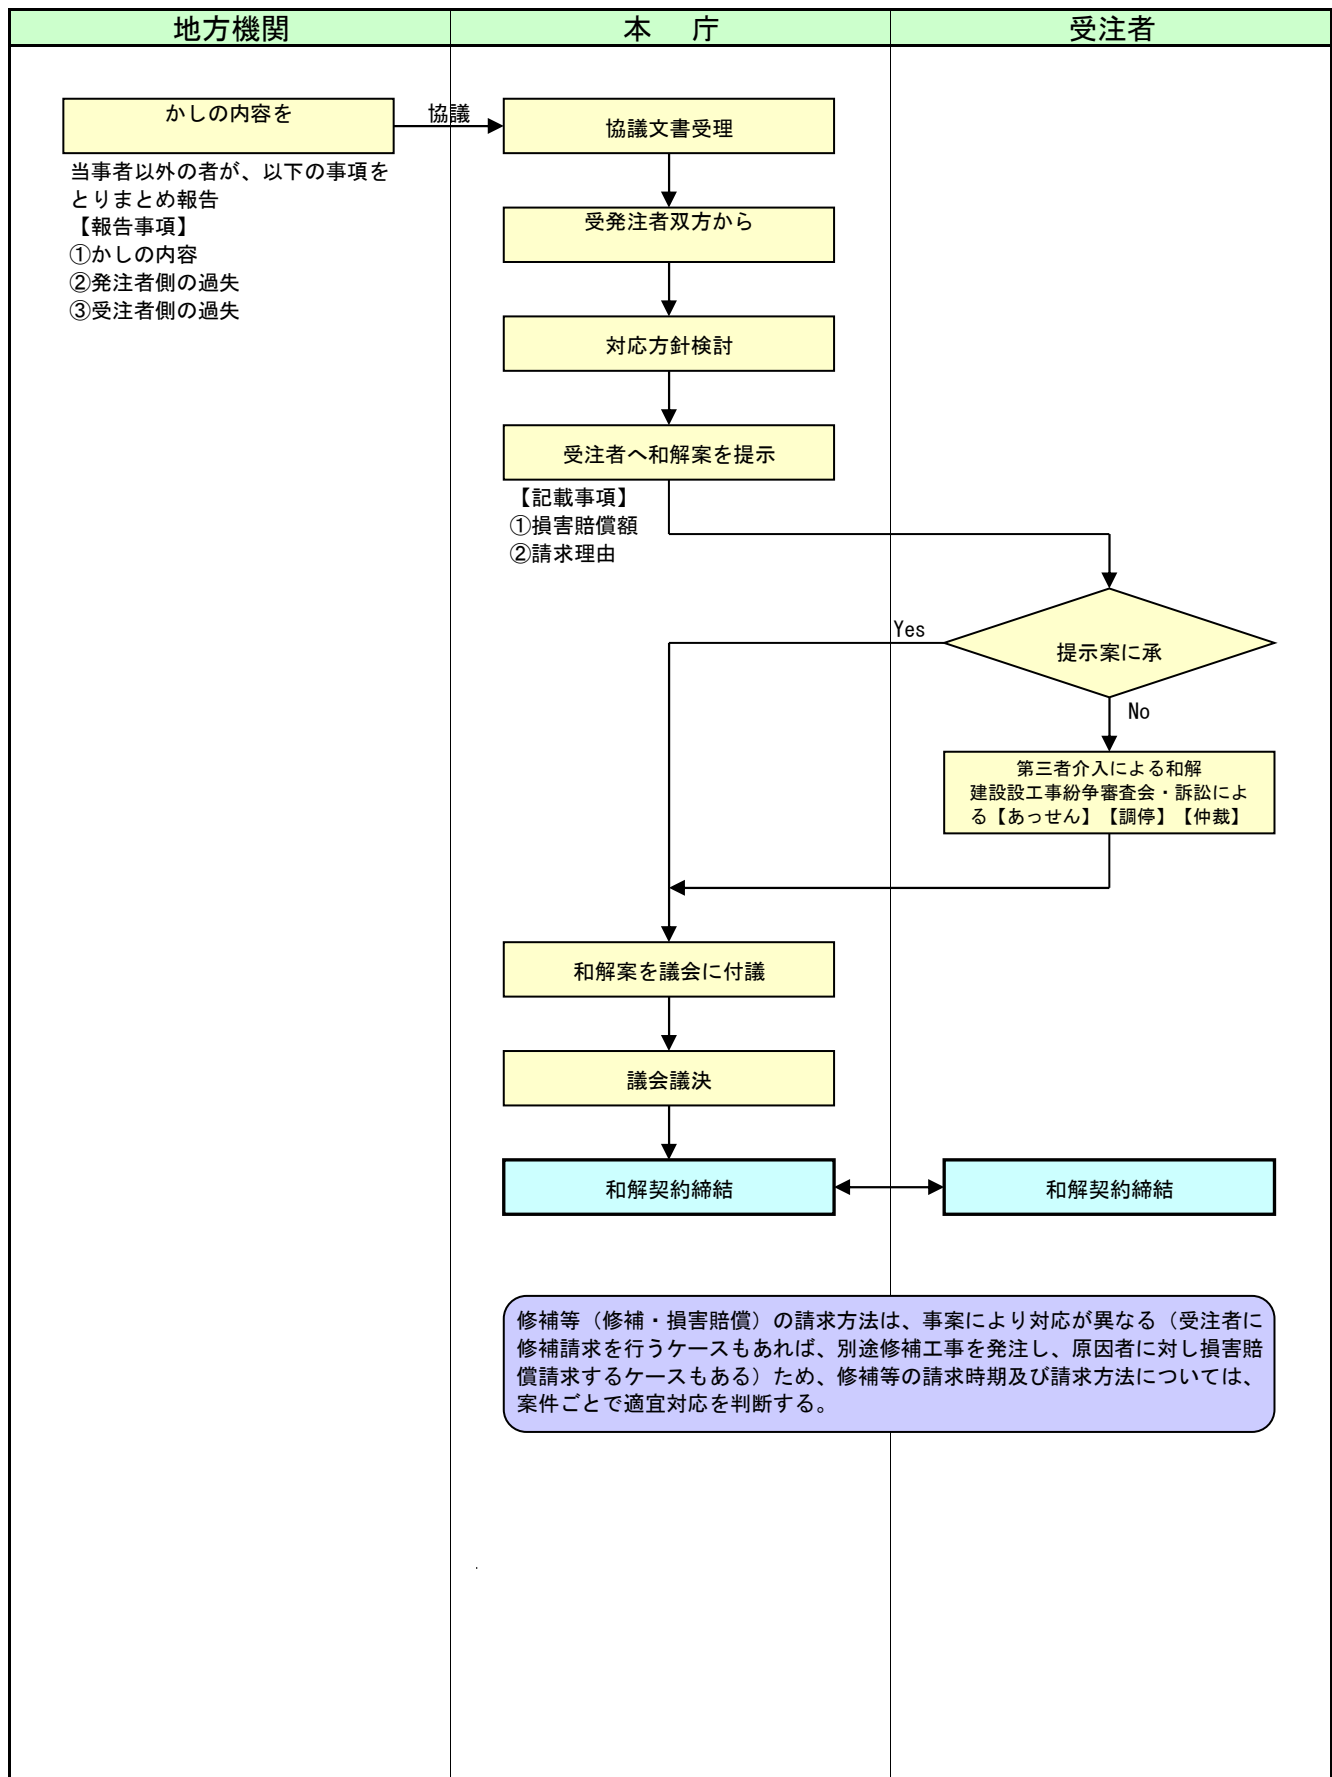 地方機関
本 庁
受注者
かしの内容を
協議
協議文書受理
当事者以外の者が、以下の事項を
とりまとめ報告
【報告事項】
①かしの内容
②発注者側の過失
③受注者側の過失
受発注者双方から
対応方針検討
受注者へ和解案を提示
【記載事項】
①損害賠償額
②請求理由
Yes
提示案に承
No
第三者介入による和解
建設設工事紛争審査会・訴訟によ
る【あっせん】【調停】【仲裁】
和解案を議会に付議
議会議決
和解契約締結
和解契約締結
修補等（修補・損害賠償）の請求方法は、事案により対応が異なる（受注者に
修補請求を行うケースもあれば、別途修補工事を発注し、原因者に対し損害賠
償請求するケースもある）ため、修補等の請求時期及び請求方法については、
案件ごとで適宜対応を判断する。